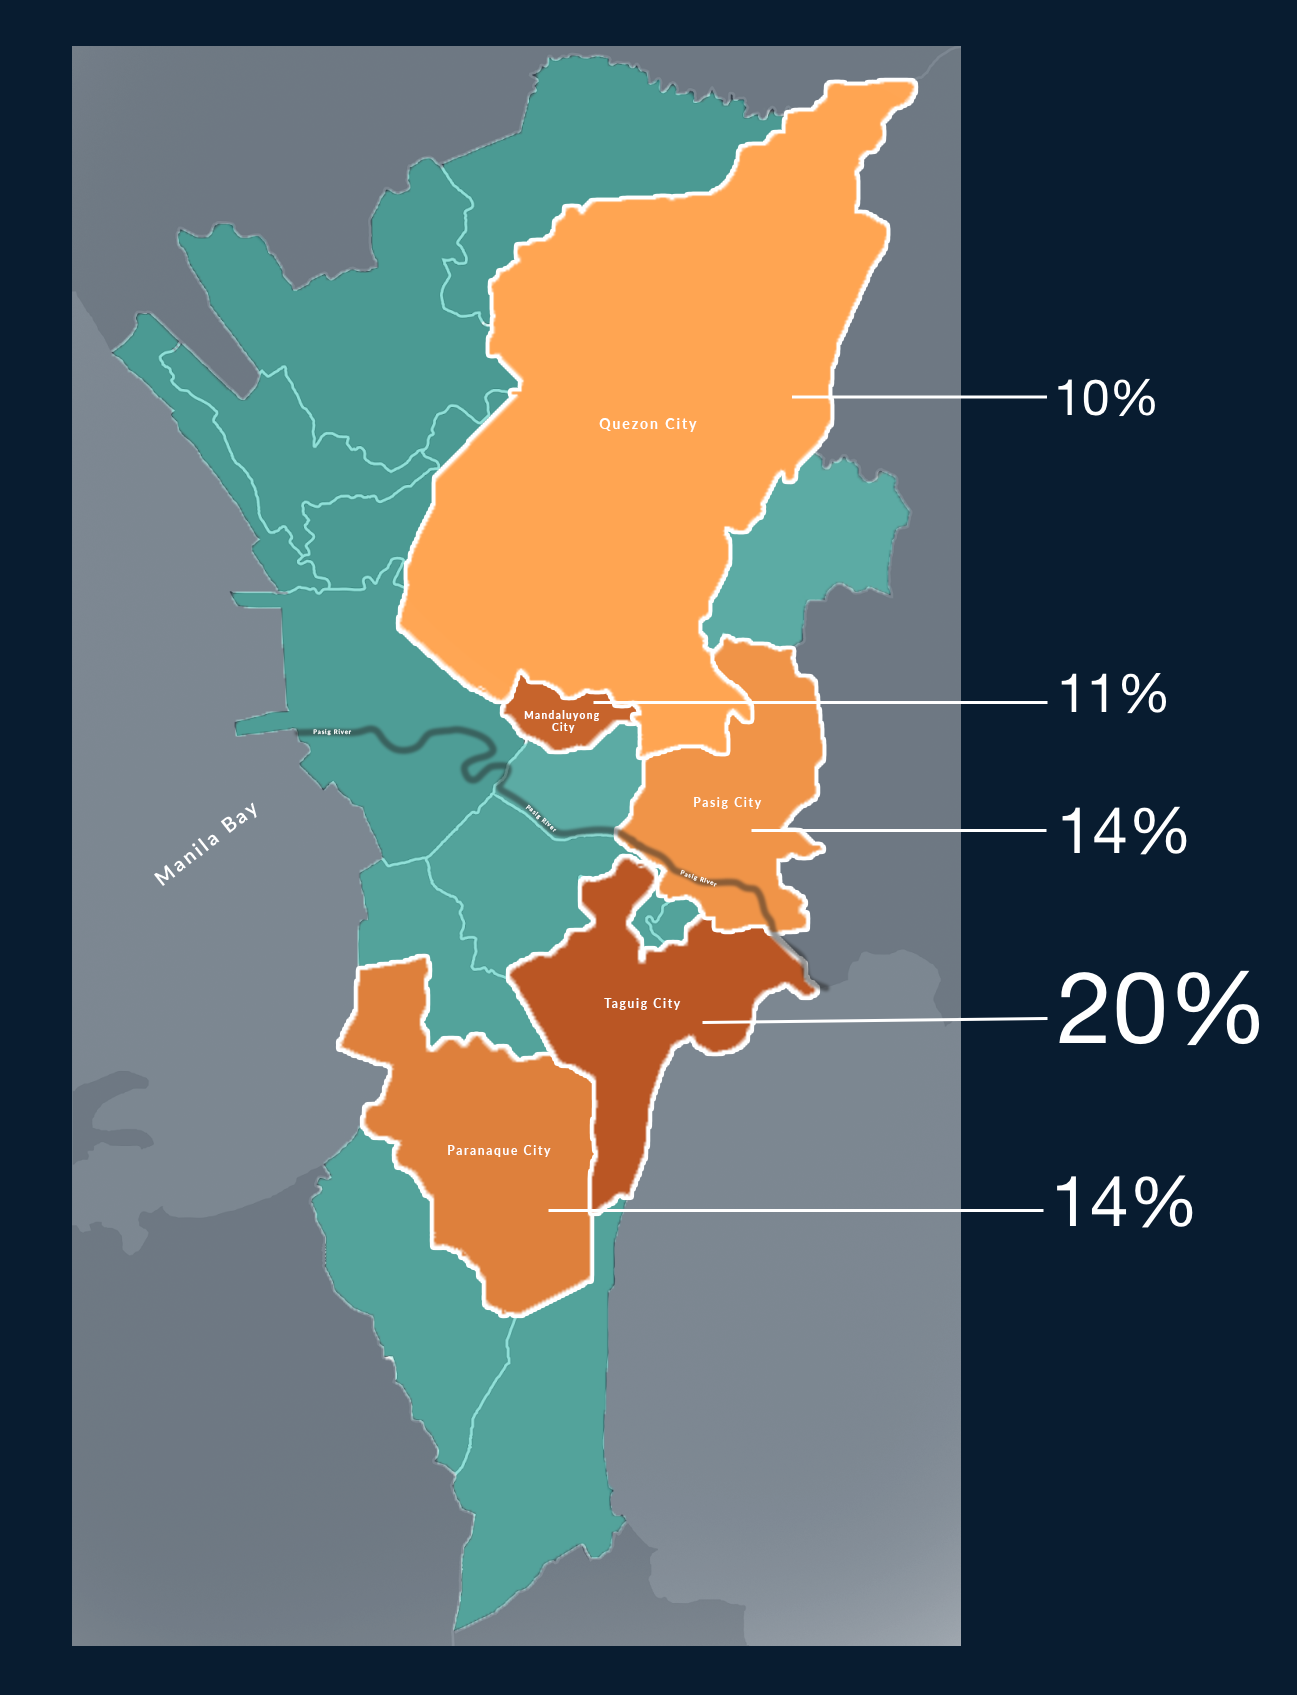 10%
Quezon City
11%
Mandaluyong
City
Pasig River
Pasig City
Manila Bay
Pasig River
14%
Pasig River
20%
Taguig City
Paranaque City
14%